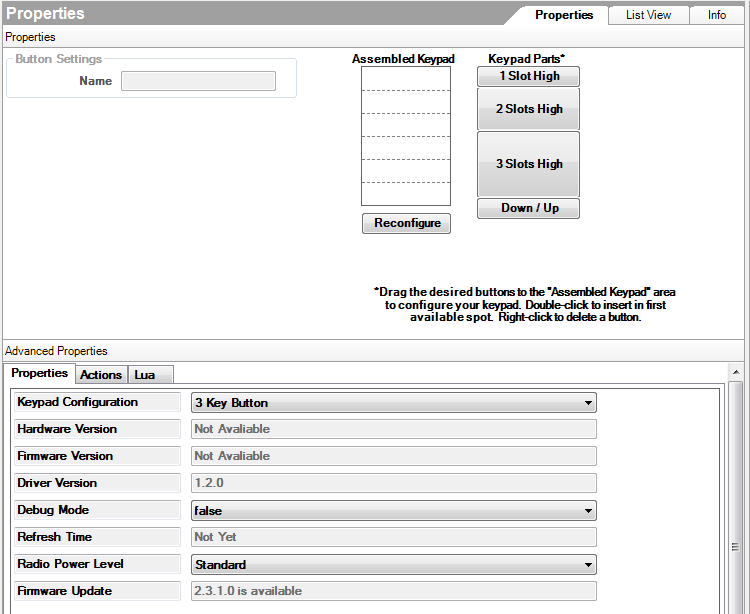 Properties
Properties List View Info
Properties
Button Settings
Name
Assembled Keypad
Keypad Parts*
1 Slot High
2 Slots High
3 Slots High
Down / Up
Reconfigure
*Drag the desired buttons to the "Assembled Keypad" area
to configure your keypad. Double-click to insert in first
available spot. Right-click to delete a button.
Advanced Properties
Properties Actions Lua
Keypad Configuration 3 Key Button
Hardware Version Not Avaliable
Firmware Version Not Avaliable
Driver Version 1.2.0
Debug Mode false
Refresh Time Not Yet
Radio Power Level Standard
Firmware Update 2.3.1.0 is available